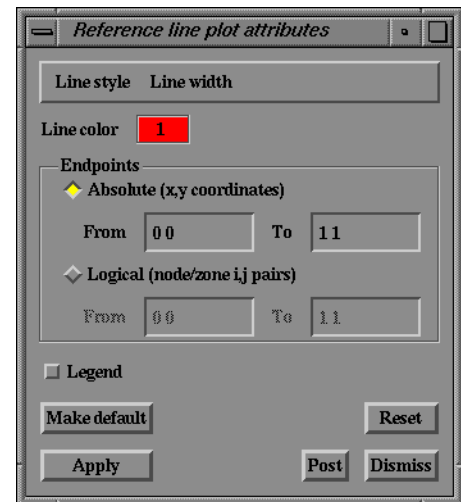 Reference line plot attributes
Line style Line width
Line color 1
Endpoints
Absolute (x,y coordinates)
From 0 0 To 1 1
Logical (node/zone i,j pairs)
From 0 0 To 1 1
Legend
Make default Reset
Apply Post Dismiss